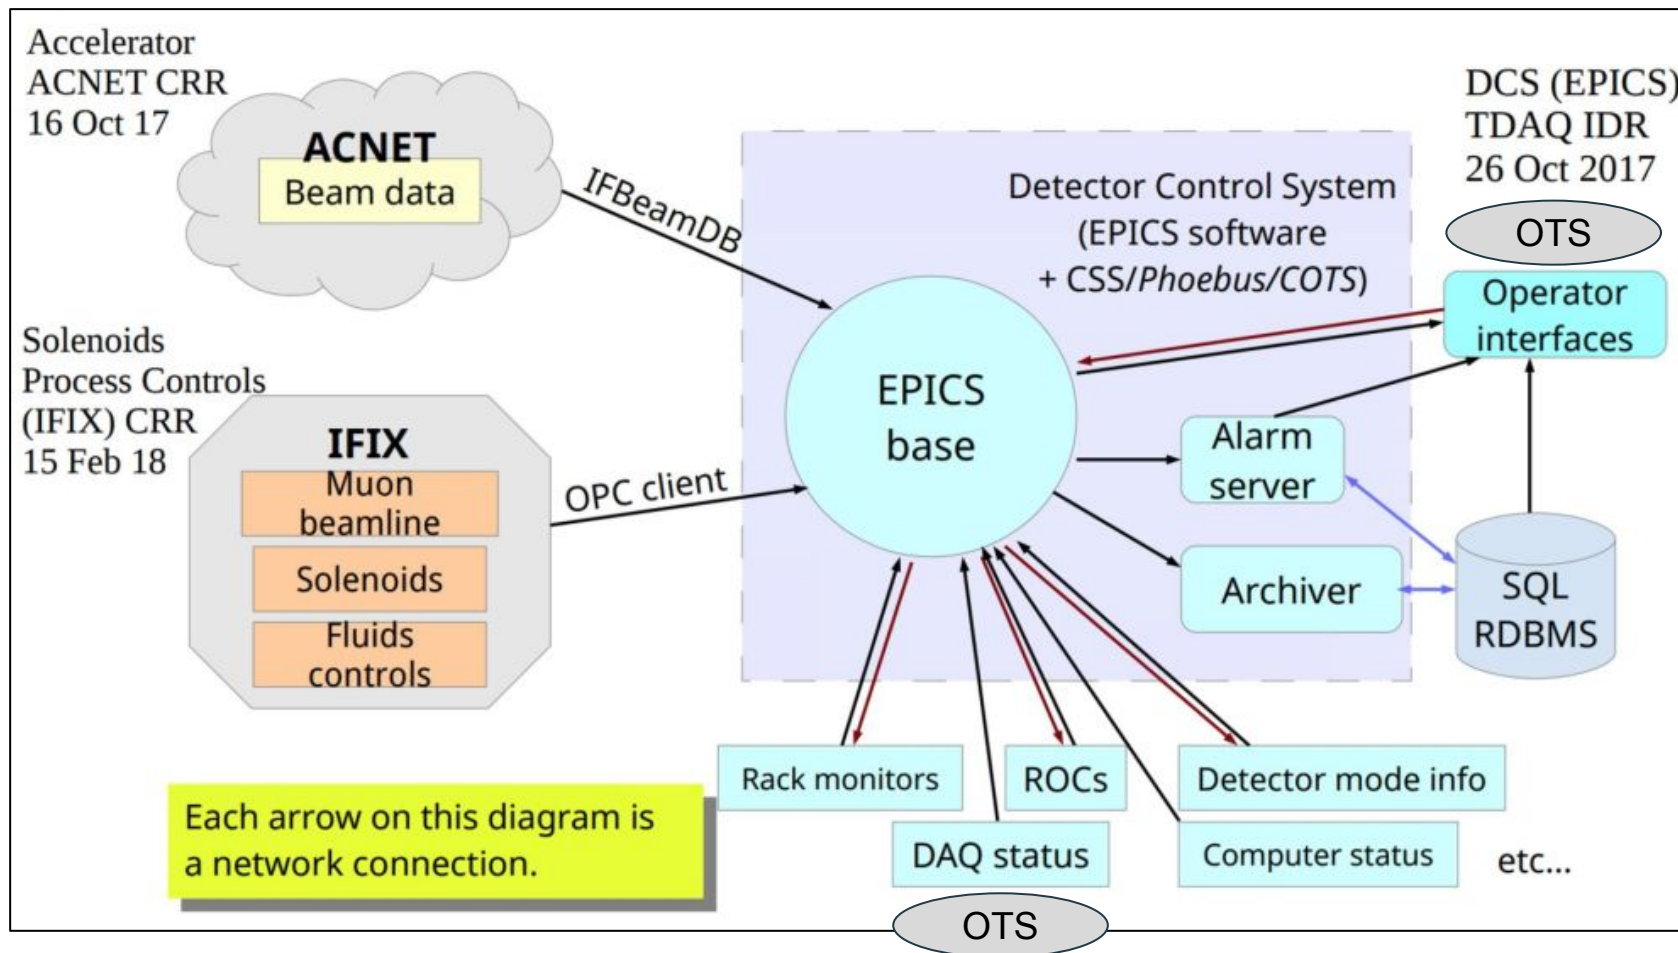 Accelerator
ACNET CRR
16 Oct 17
ACNET
Beam data
IFBeamDB
Solenoids
Process Controls
(IFIX) CRR
15 Feb 18
IFIX
Muon
beamline
Solenoids
Fluids
controls
OPC client
Detector Control System
(EPICS software
+ CSS/Phoebus/COTS)
EPICS
base
DCS (EPICS)
TDAQ IDR
26 Oct 2017
OTS
Operator
interfaces
Alarm
server
Archiver
SQL
RDBMS
Rack monitors
ROCs
Detector mode info
DAQ status
Computer status
etc...
OTS
Each arrow on this diagram is
a network connection.